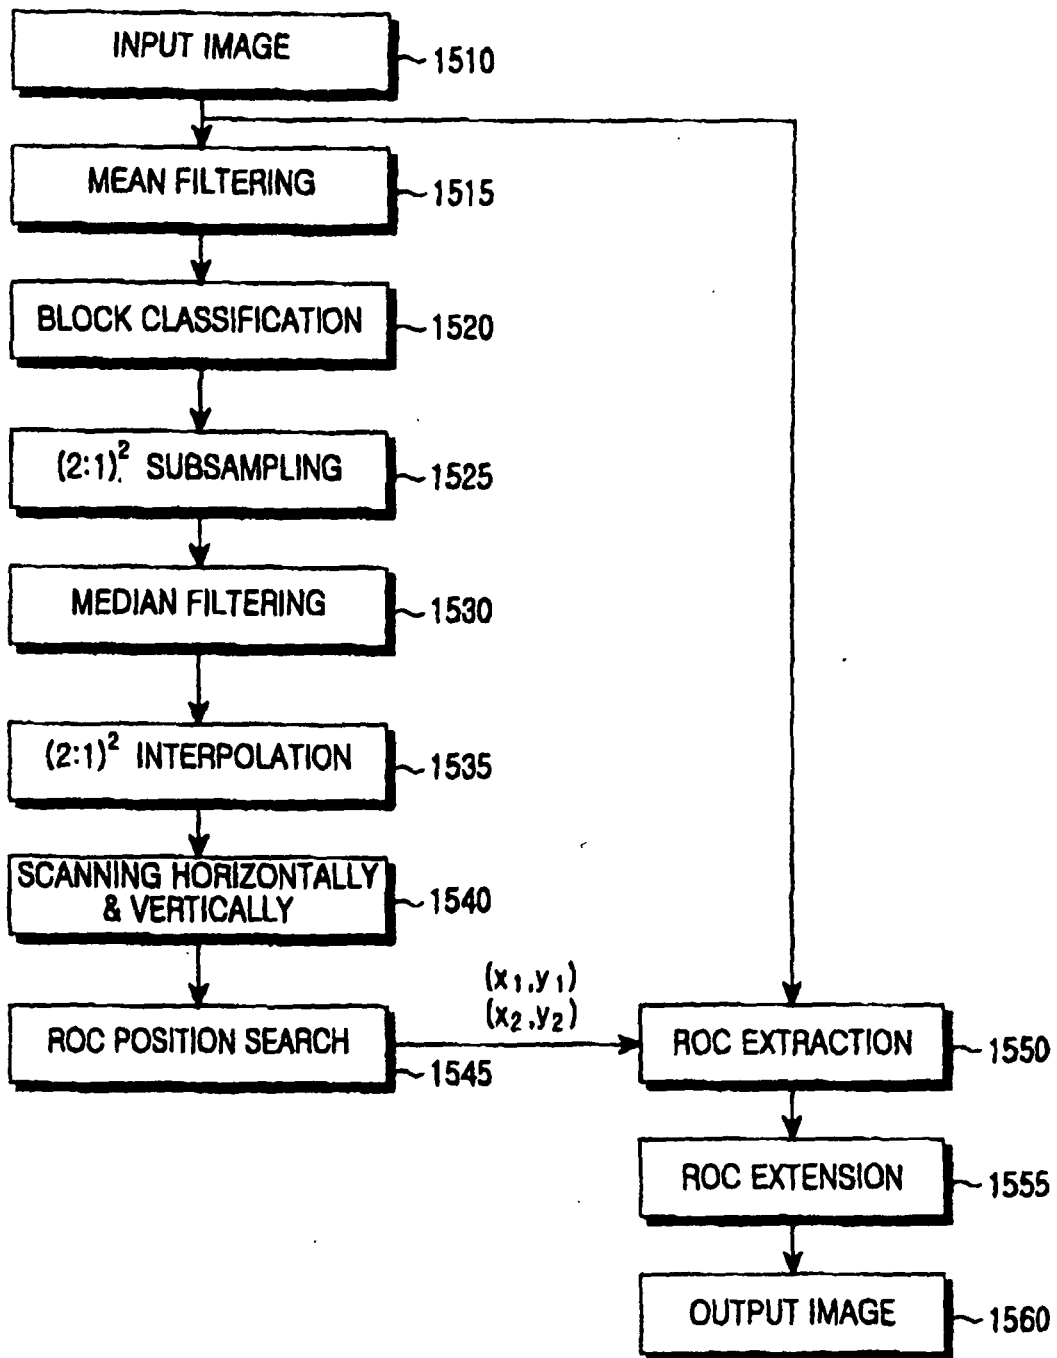 INPUT IMAGE
1510
MEAN FILTERING
1515
BLOCK CLASSIFICATION
1520
(2:1)² SUBSAMPLING
1525
MEDIAN FILTERING
1530
(2:1)² INTERPOLATION
1535
SCANNING HORIZONTALLY
& VERTICALLY
1540
ROC POSITION SEARCH
1545
(x₁,y₁)
(x₂,y₂)
ROC EXTRACTION
1550
ROC EXTENSION
1555
OUTPUT IMAGE
1560